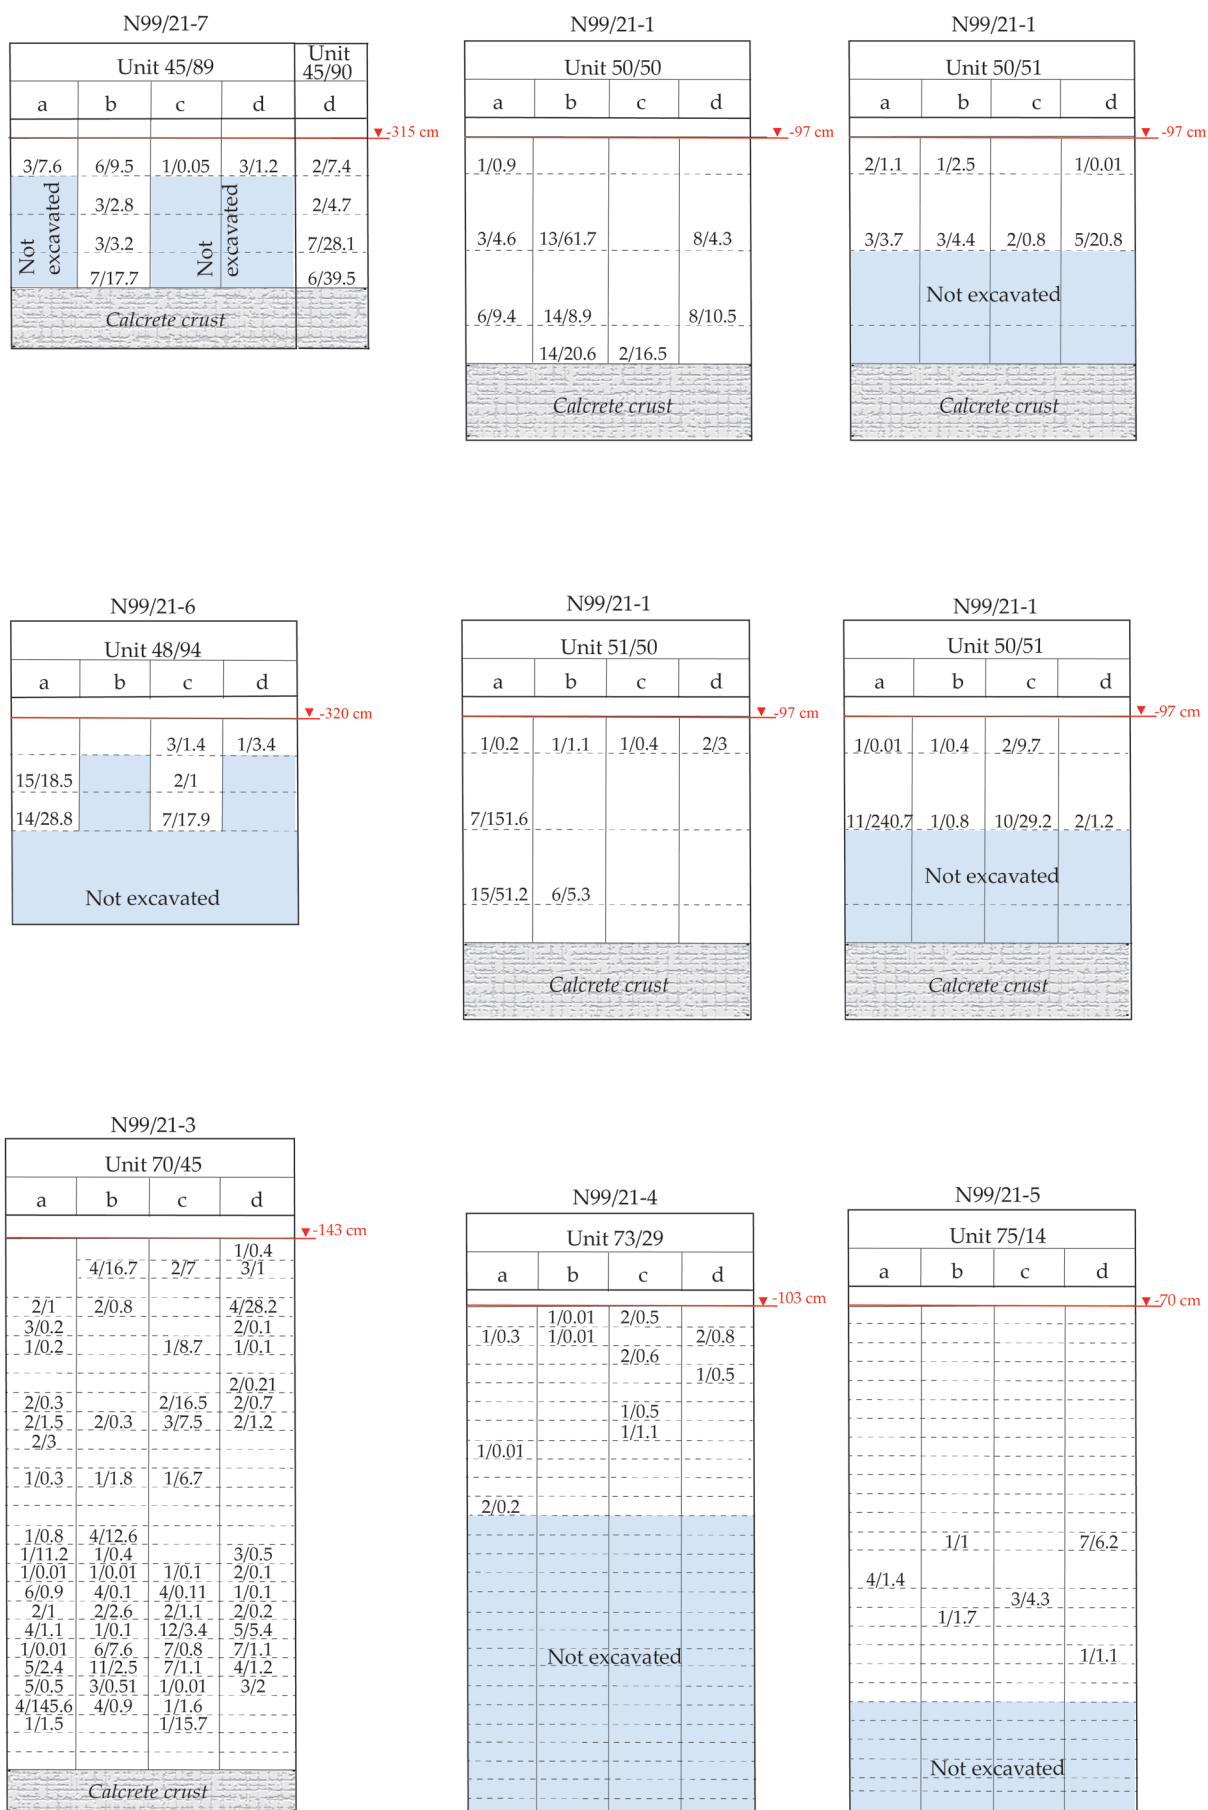 N99/21-7
Unit 45/89
Unit
45/90
a b c d d
-315 cm
3/7.6 6/9.5 1/0.05 3/1.2 2/7.4
3/2.8 2/4.7
3/3.2 7/28.1
7/17.7 6/39.5
Not
excavated
Not
excavated
Calcrete crust
N99/21-1
Unit 50/50
a b c d
-97 cm
1/0.9
3/4.6 13/61.7 8/4.3
6/9.4 14/8.9 8/10.5
14/20.6 2/16.5
Calcrete crust
N99/21-1
Unit 50/51
a b c d
-97 cm
2/1.1 1/2.5 1/0.01
3/3.7 3/4.4 2/0.8 5/20.8
Not excavated
Calcrete crust
N99/21-6
Unit 48/94
a b c d
-320 cm
3/1.4 1/3.4
15/18.5 2/1
14/28.8 7/17.9
Not excavated
N99/21-1
Unit 51/50
a b c d
-97 cm
1/0.2 1/1.1 1/0.4 2/3
7/151.6
15/51.2 6/5.3
Calcrete crust
N99/21-1
Unit 50/51
a b c d
-97 cm
1/0.01 1/0.4 2/9.7
11/240.7 1/0.8 10/29.2 2/1.2
Not excavated
Calcrete crust
N99/21-3
Unit 70/45
a b c d
-143 cm
1/0.4
4/16.7 2/7 3/1
2/1 2/0.8 4/28.2
3/0.2 2/0.1
1/0.2 1/8.7 1/0.1
2/0.21
2/0.3 2/16.5 2/0.7
2/1.5 2/0.3 3/7.5 2/1.2
2/3
1/0.3 1/1.8 1/6.7
1/0.8 4/12.6
1/11.2 1/0.4 3/0.5
1/0.01 1/0.01 1/0.1 2/0.1
6/0.9 4/0.1 4/0.11 1/0.1
2/1 2/2.6 2/1.1 2/0.2
4/1.1 1/0.1 12/3.4 5/5.4
1/0.01 6/7.6 7/0.8 7/1.1
5/2.4 11/2.5 7/1.1 4/1.2
5/0.5 3/0.51 1/0.01 3/2
4/145.6 4/0.9 1/1.6
1/1.5 1/15.7
Calcrete crust
N99/21-4
Unit 73/29
a b c d
-103 cm
1/0.01 2/0.5
1/0.3 1/0.01 2/0.8
2/0.6
1/0.5
1/0.5
1/1.1
1/0.01
2/0.2
Not excavated
N99/21-5
Unit 75/14
a b c d
-70 cm
1/1 7/6.2
4/1.4
3/4.3
1/1.7
1/1.1
Not excavated